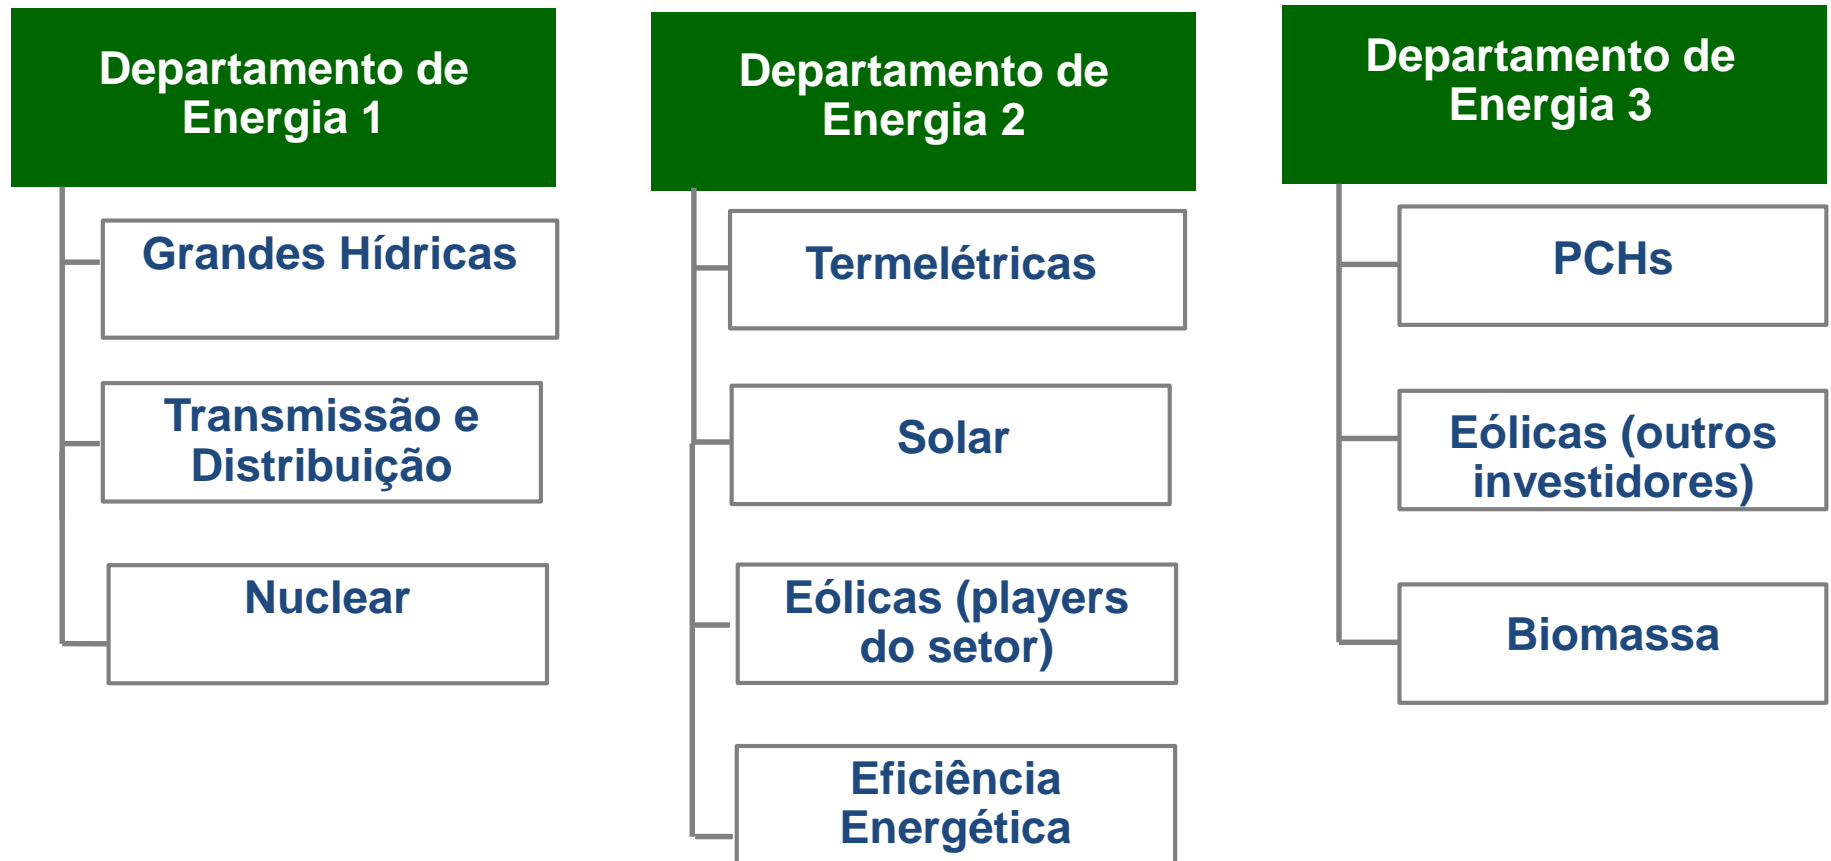 Departamento de
Energia 1
Grandes Hídricas
Transmissão e
Distribuição
Nuclear
Departamento de
Energia 2
Termelétricas
Solar
Eólicas (players
do setor)
Eficiência
Energética
Departamento de
Energia 3
PCHs
Eólicas (outros
investidores)
Biomassa